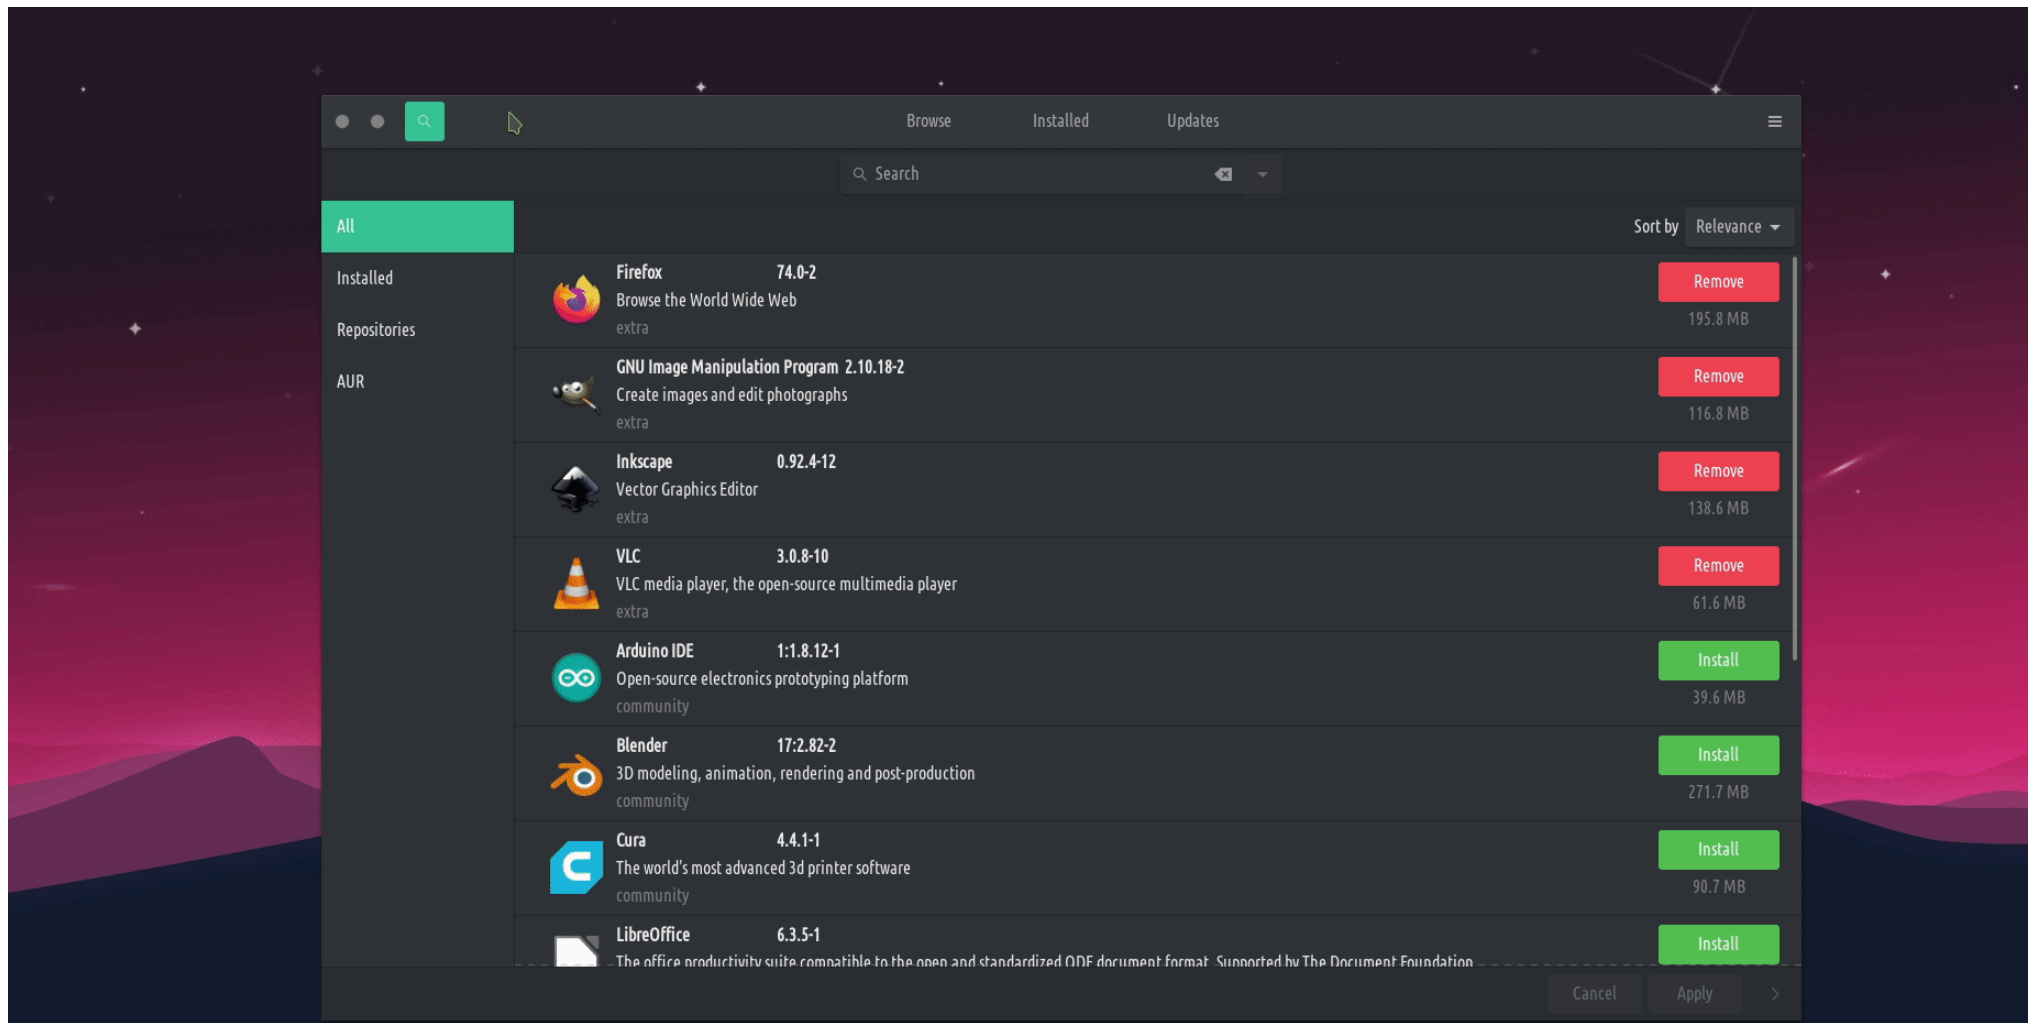 Browse Installed Updates
Search
All
Sort by Relevance
Installed
Repositories
AUR
Firefox 74.0-2
Browse the World Wide Web
extra
Remove
195.8 MB
GNU Image Manipulation Program 2.10.18-2
Create images and edit photographs
extra
Remove
116.8 MB
Inkscape 0.92.4-12
Vector Graphics Editor
extra
Remove
138.6 MB
VLC 3.0.8-10
VLC media player, the open-source multimedia player
extra
Remove
61.6 MB
Arduino IDE 1:1.8.12-1
Open-source electronics prototyping platform
community
Install
39.6 MB
Blender 17:2.82-2
3D modeling, animation, rendering and post-production
community
Install
271.7 MB
Cura 4.4.1-1
The world's most advanced 3d printer software
community
Install
90.7 MB
LibreOffice 6.3.5-1
The office productivity suite compatible to the open and standardized ODF document format. Supported by The Document Foundation
Install
Cancel Apply